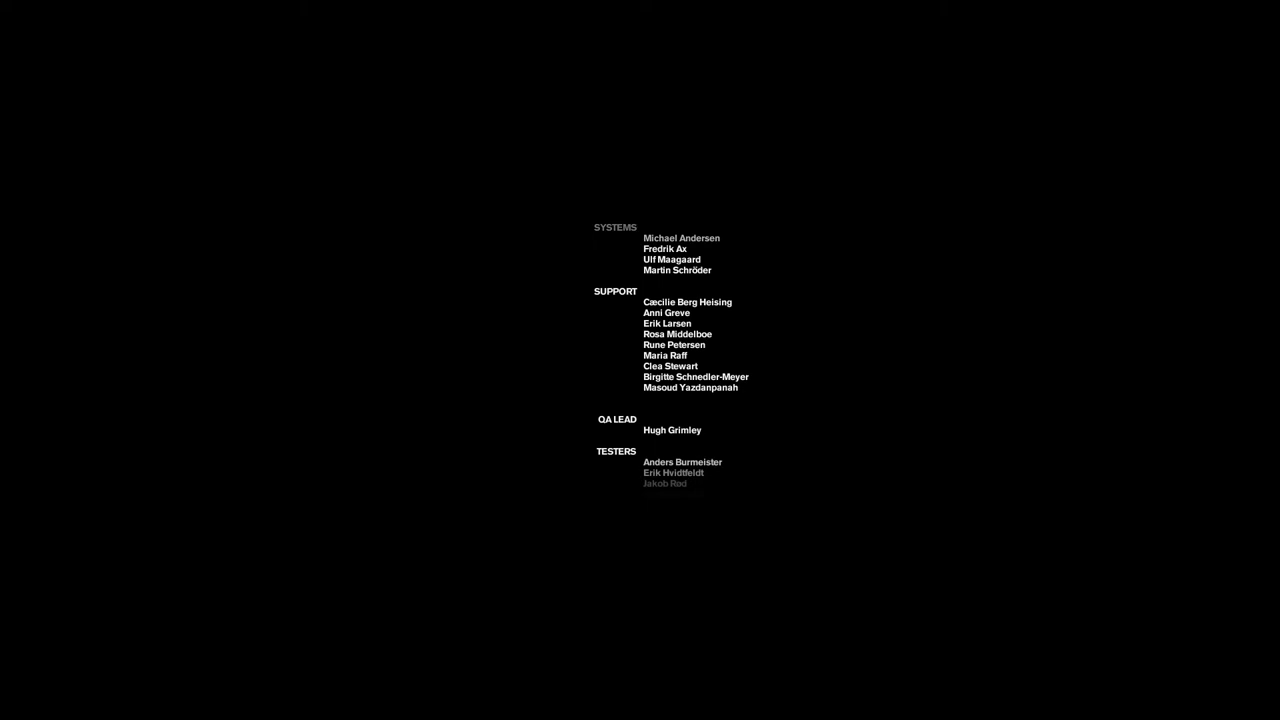 SYSTEMS
Michael Andersen
Fredrik Ax
Ulf Maagaard
Martin Schröder
SUPPORT
Cæcilie Berg Heising
Anni Greve
Erik Larsen
Rosa Middelboe
Rune Petersen
Maria Raff
Clea Stewart
Birgitte Schnedler-Meyer
Masoud Yazdanpanah
QA LEAD
Hugh Grimley
TESTERS
Anders Burmeister
Erik Hvidtfeldt
Jakob Rød